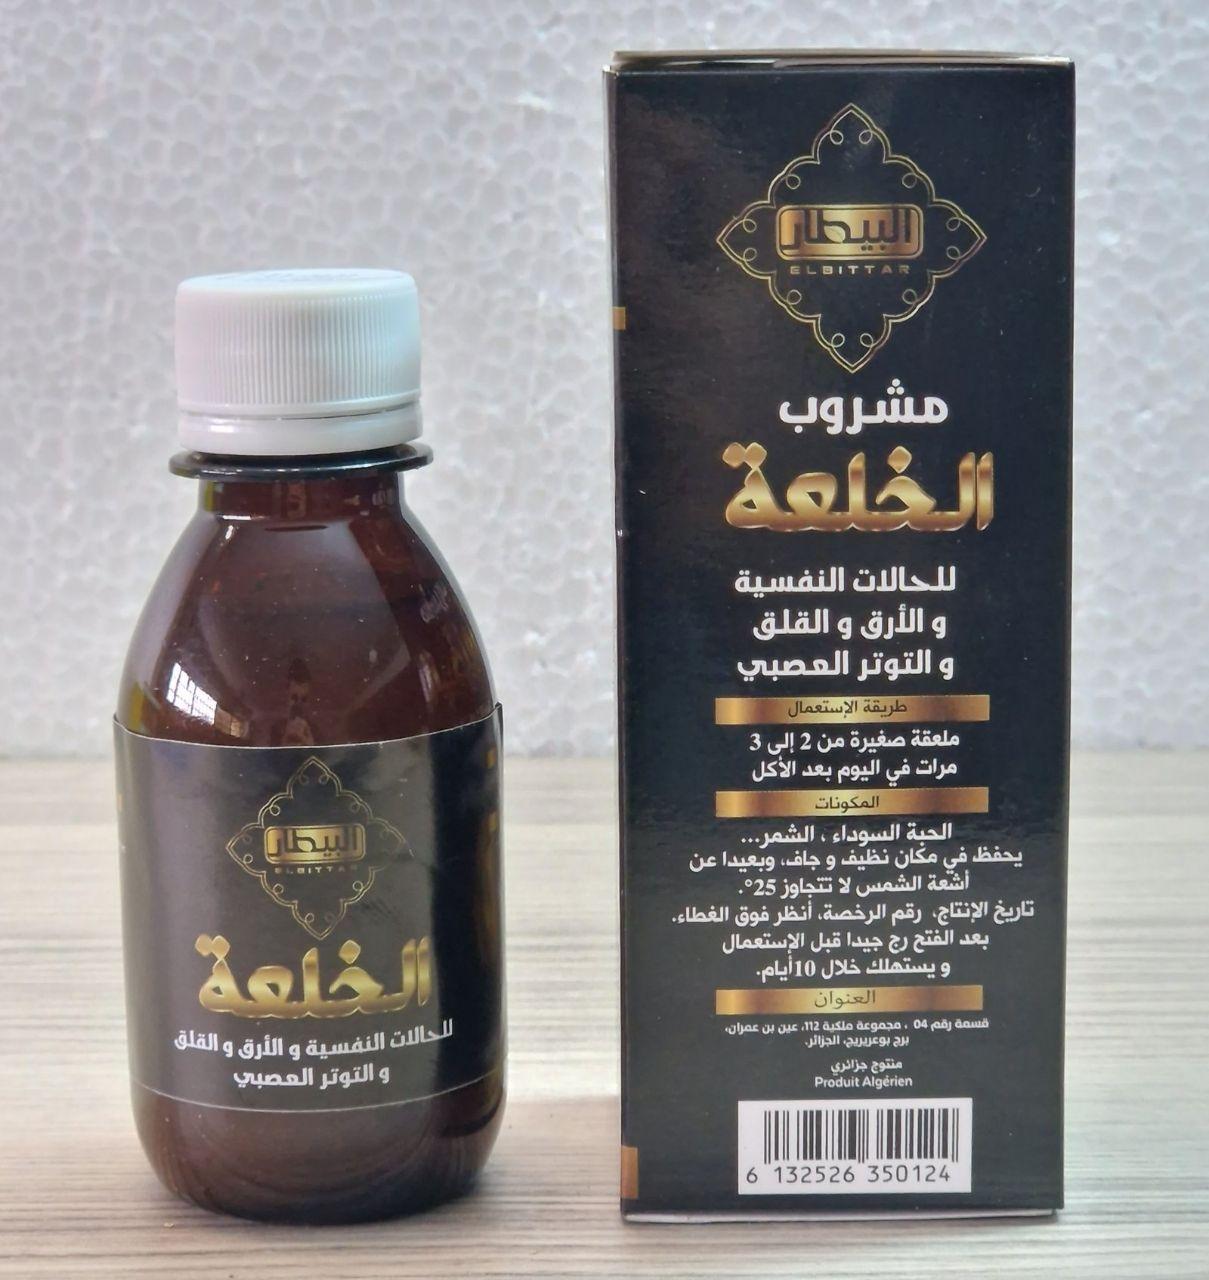 البيطار
ELBITTAR
الخلعة
للحالات النفسية و الأرق و القلق
و التوتر العصبي
البيطار
ELBITTAR
مشروب
الخلعة
للحالات النفسية
و الأرق و القلق
و التوتر العصبي
طريقة الإستعمال
ملعقة صغيرة من 2 إلى 3
مرات في اليوم بعد الأكل
المكونات
الحبة السوداء ، الشمر...
يحفظ في مكان نظيف و جاف، وبعيدا عن
أشعة الشمس لا تتجاوز 25°.
تاريخ الإنتاج، رقم الرخصة، أنظر فوق الغطاء.
بعد الفتح رج جيدا قبل الإستعمال
و يستهلك خلال 10أيام.
العنوان
قسمة رقم 04 ، مجموعة ملكية 112، عين بن عمران،
برج بوعريريج، الجزائر.
منتوج جزائري
Produit Algérien
6 132526 350124